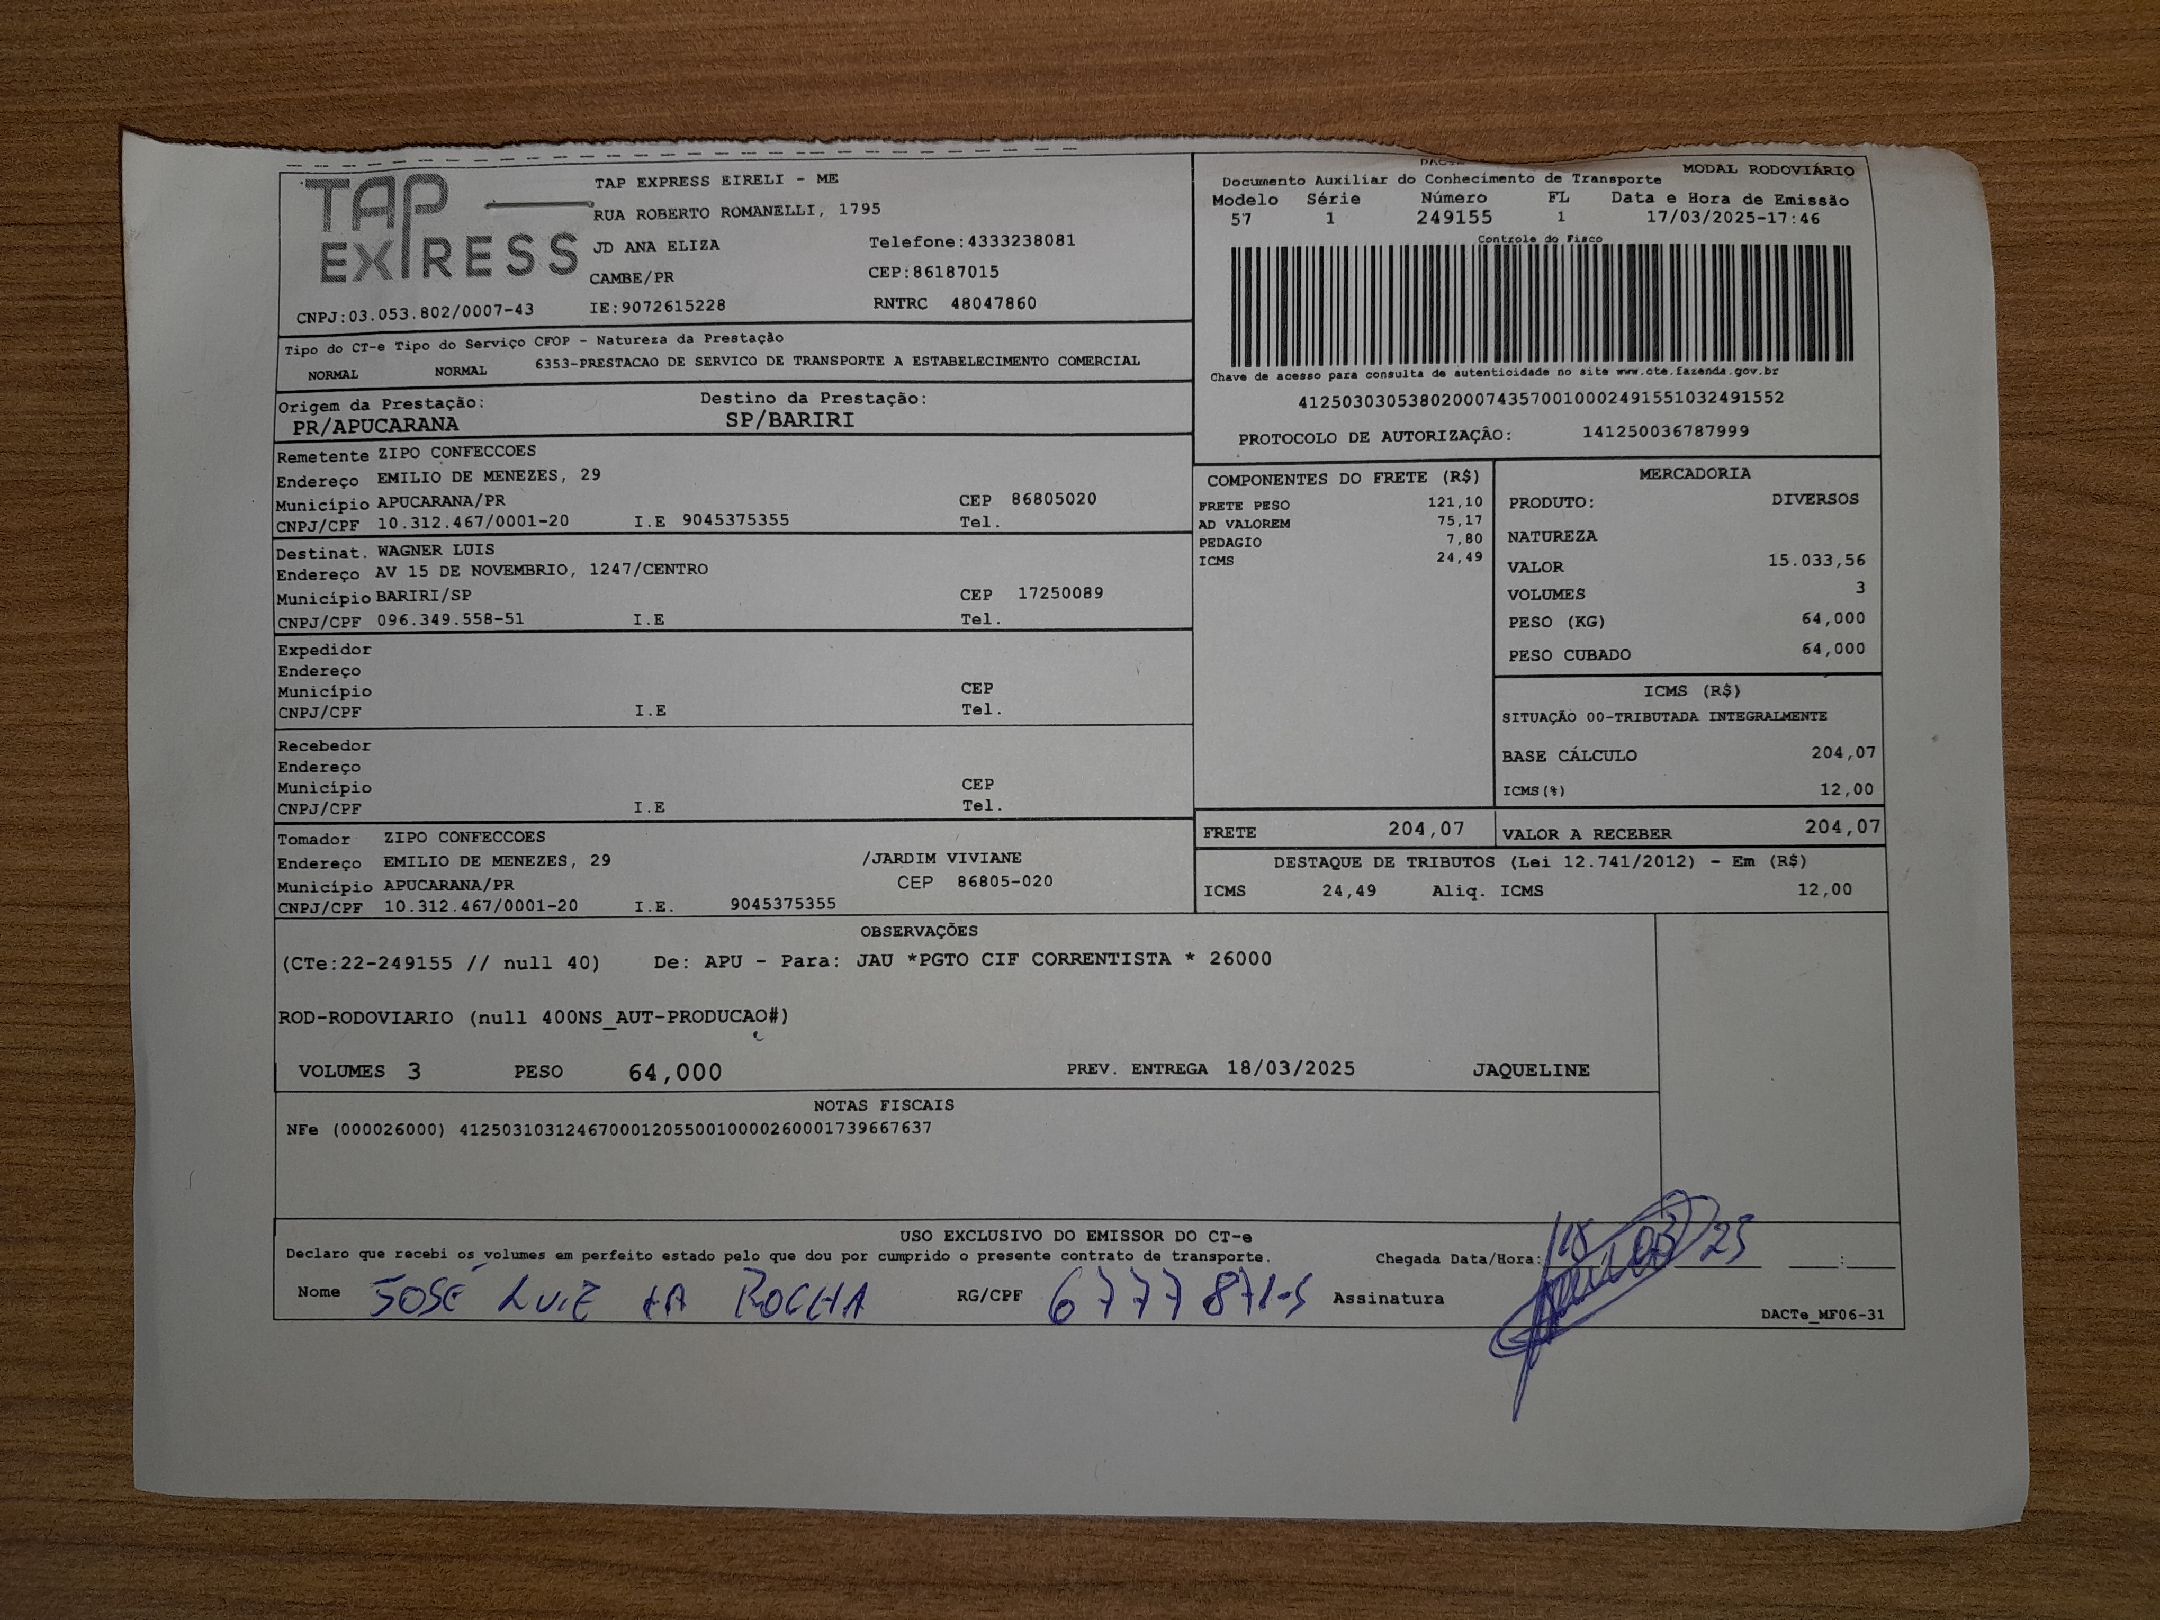 TAP EXPRESS
TAP EXPRESS EIRELI - ME
RUA ROBERTO ROMANELLI, 1795
JD ANA ELIZA Telefone:4333238081
CAMBE/PR CEP:86187015
CNPJ:03.053.802/0007-43 IE:9072615228 RNTRC 48047860
MODAL RODOVIÁRIO
Documento Auxiliar do Conhecimento de Transporte
Modelo Série Número FL Data e Hora de Emissão
57 1 249155 1 17/03/2025-17:46
Controle do Fisco
Chave de acesso para consulta de autenticidade no site www.cte.fazenda.gov.br
41250303053802000743570010002491551032491552
PROTOCOLO DE AUTORIZAÇÃO: 141250036787999
Tipo do CT-e Tipo do Serviço CFOP - Natureza da Prestação
NORMAL NORMAL 6353-PRESTACAO DE SERVICO DE TRANSPORTE A ESTABELECIMENTO COMERCIAL
Origem da Prestação: Destino da Prestação:
PR/APUCARANA SP/BARIRI
Remetente ZIPO CONFECCOES
Endereço EMILIO DE MENEZES, 29
Município APUCARANA/PR CEP 86805020
CNPJ/CPF 10.312.467/0001-20 I.E 9045375355 Tel.
Destinat. WAGNER LUIS
Endereço AV 15 DE NOVEMBRIO, 1247/CENTRO
Município BARIRI/SP CEP 17250089
CNPJ/CPF 096.349.558-51 I.E Tel.
Expedidor
Endereço
Município CEP
CNPJ/CPF I.E Tel.
Recebedor
Endereço
Município CEP
CNPJ/CPF I.E Tel.
Tomador ZIPO CONFECCOES
Endereço EMILIO DE MENEZES, 29 /JARDIM VIVIANE
Município APUCARANA/PR CEP 86805-020
CNPJ/CPF 10.312.467/0001-20 I.E. 9045375355
COMPONENTES DO FRETE (R$)
FRETE PESO 121,10
AD VALOREM 75,17
PEDAGIO 7,80
ICMS 24,49
MERCADORIA
PRODUTO: DIVERSOS
NATUREZA
VALOR 15.033,56
VOLUMES 3
PESO (KG) 64,000
PESO CUBADO 64,000
ICMS (R$)
SITUAÇÃO 00-TRIBUTADA INTEGRALMENTE
BASE CÁLCULO 204,07
ICMS(%) 12,00
FRETE 204,07 VALOR A RECEBER 204,07
DESTAQUE DE TRIBUTOS (Lei 12.741/2012) - Em (R$)
ICMS 24,49 Aliq. ICMS 12,00
OBSERVAÇÕES
(CTe:22-249155 // null 40) De: APU - Para: JAU *PGTO CIF CORRENTISTA * 26000
ROD-RODOVIARIO (null 400NS_AUT-PRODUCAO#)
VOLUMES 3 PESO 64,000 PREV. ENTREGA 18/03/2025 JAQUELINE
NOTAS FISCAIS
NFe (000026000) 41250310312467000120550010000260001739667637
USO EXCLUSIVO DO EMISSOR DO CT-e
Declaro que recebi os volumes em perfeito estado pelo que dou por cumprido o presente contrato de transporte. Chegada Data/Hora: 18 03 25 :
Nome JOSÉ LUIZ DA ROCHA RG/CPF 6777871-5 Assinatura
DACTe_MF06-31